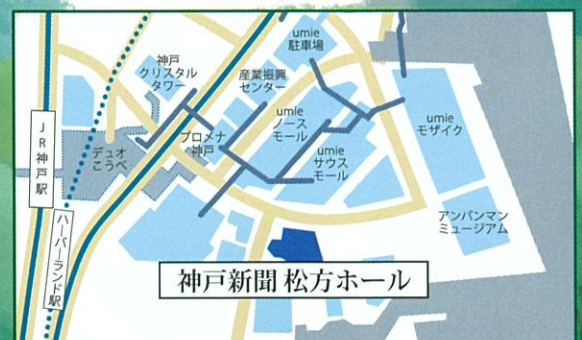 umie
駐車場
神戸
クリスタル
タワー
産業振興
センター
umie
ノース
モール
umie
モザイク
プロメナ
神戸
デュオ
こうべ
umie
サウス
モール
JR神戸駅
アンパンマン
ミュージアム
ハーバーランド駅
神戸新聞 松方ホール